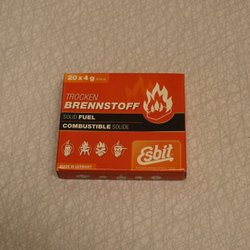 20 x 4 g
TROCKEN
BRENNSTOFF
SOLID FUEL
COMBUSTIBLE SOLIDE
Esbit
MADE IN GERMANY